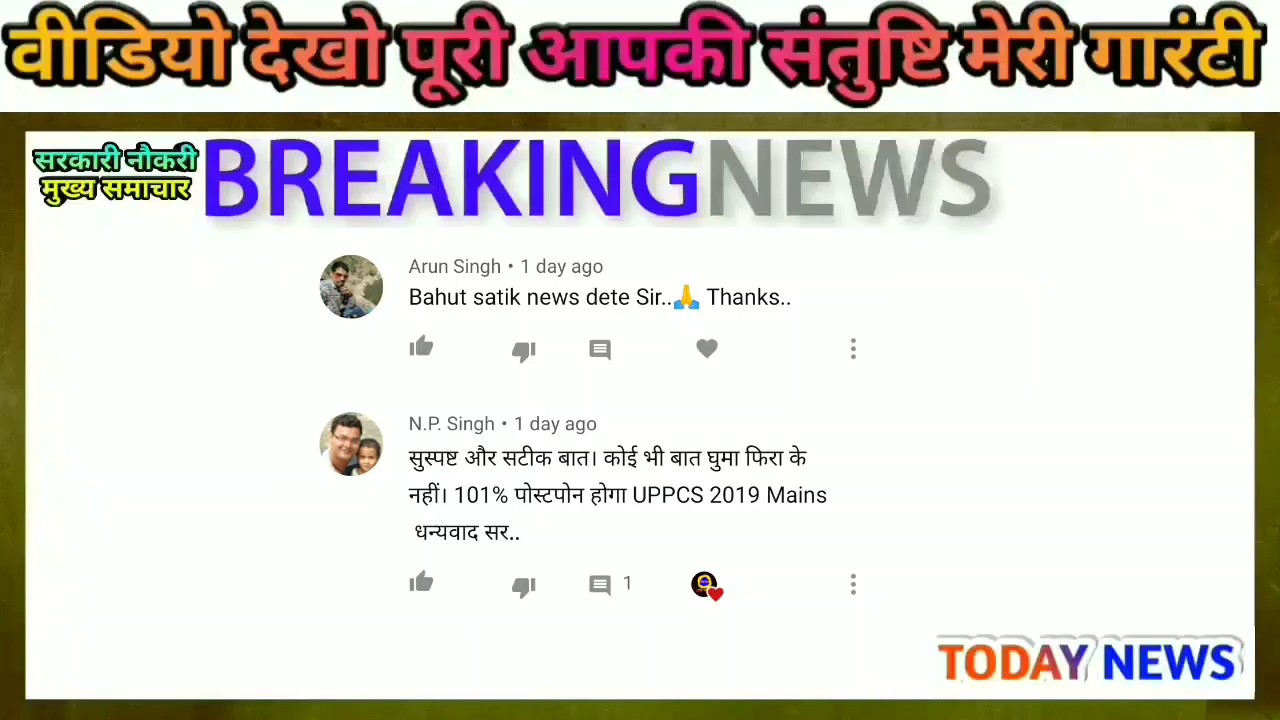 वीडियो देखो पूरी आपकी संतुष्टि मेरी गारंटी
सरकारी नौकरी
मुख्य समाचार
BREAKINGNEWS
Arun Singh • 1 day ago
Bahut satik news dete Sir..🙏 Thanks..
N.P. Singh • 1 day ago
सुस्पष्ट और सटीक बात। कोई भी बात घुमा फिरा के
नहीं। 101% पोस्टपोन होगा UPPCS 2019 Mains
धन्यवाद सर..
1
TODAY NEWS